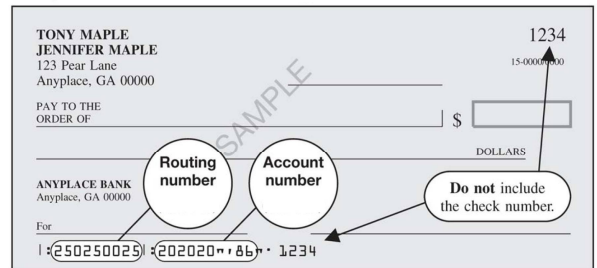 TONY MAPLE
JENNIFER MAPLE
123 Pear Lane
Anyplace, GA 00000
1234
15-0000/0000
SAMPLE
PAY TO THE
ORDER OF
$
DOLLARS
Routing
number
Account
number
ANYPLACE BANK
Anyplace, GA 00000
Do not include
the check number.
For
|:250250025|:202020"'86"' 1234